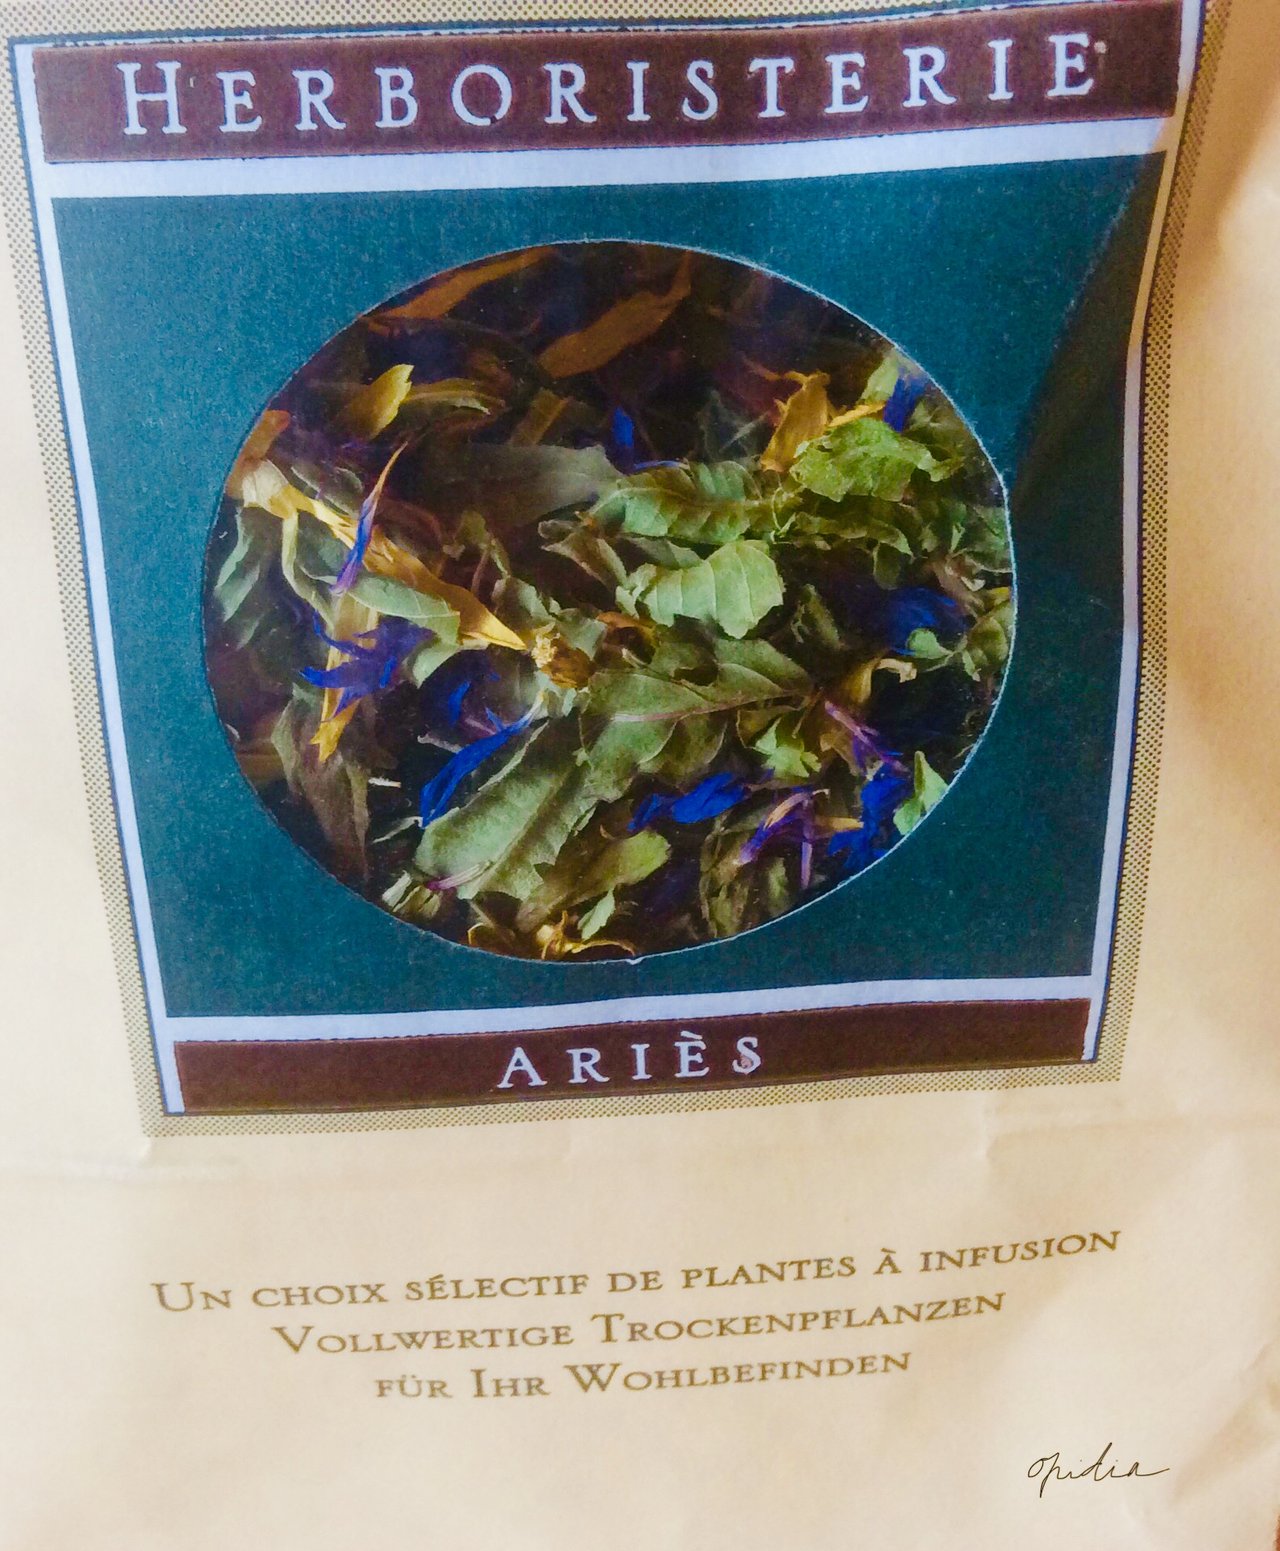 HERBORISTERIE
ARIÈS
UN CHOIX SÉLECTIF DE PLANTES À INFUSION
VOLLWERTIGE TROCKENPFLANZEN
FÜR IHR WOHLBEFINDEN
opidia